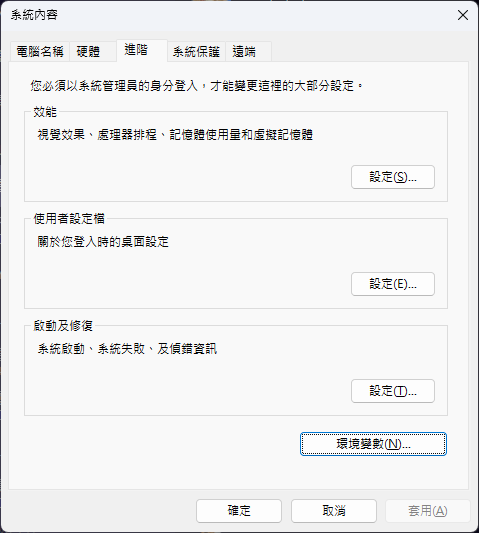 系統內容
電腦名稱 硬體 進階 系統保護 遠端
您必須以系統管理員的身分登入，才能變更這裡的大部分設定。
效能
視覺效果、處理器排程、記憶體使用量和虛擬記憶體
設定(S)...
使用者設定檔
關於您登入時的桌面設定
設定(E)...
啟動及修復
系統啟動、系統失敗、及偵錯資訊
設定(T)...
環境變數(N)...
確定 取消 套用(A)